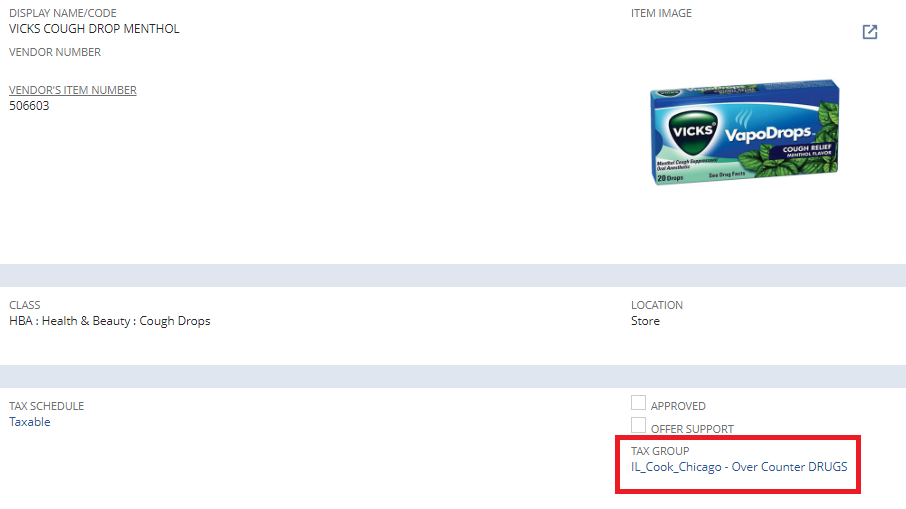 DISPLAY NAME/CODE
VICKS COUGH DROP MENTHOL
VENDOR NUMBER
VENDOR'S ITEM NUMBER
506603
ITEM IMAGE
VICKS
VapoDrops
COUGH RELIEF
MENTHOL FLAVOR
Menthol Cough Suppressant/
Oral Anesthetic
20 Drops
See Drug Facts
CLASS
HBA : Health & Beauty : Cough Drops
LOCATION
Store
TAX SCHEDULE
Taxable
APPROVED
OFFER SUPPORT
TAX GROUP
IL_Cook_Chicago - Over Counter DRUGS